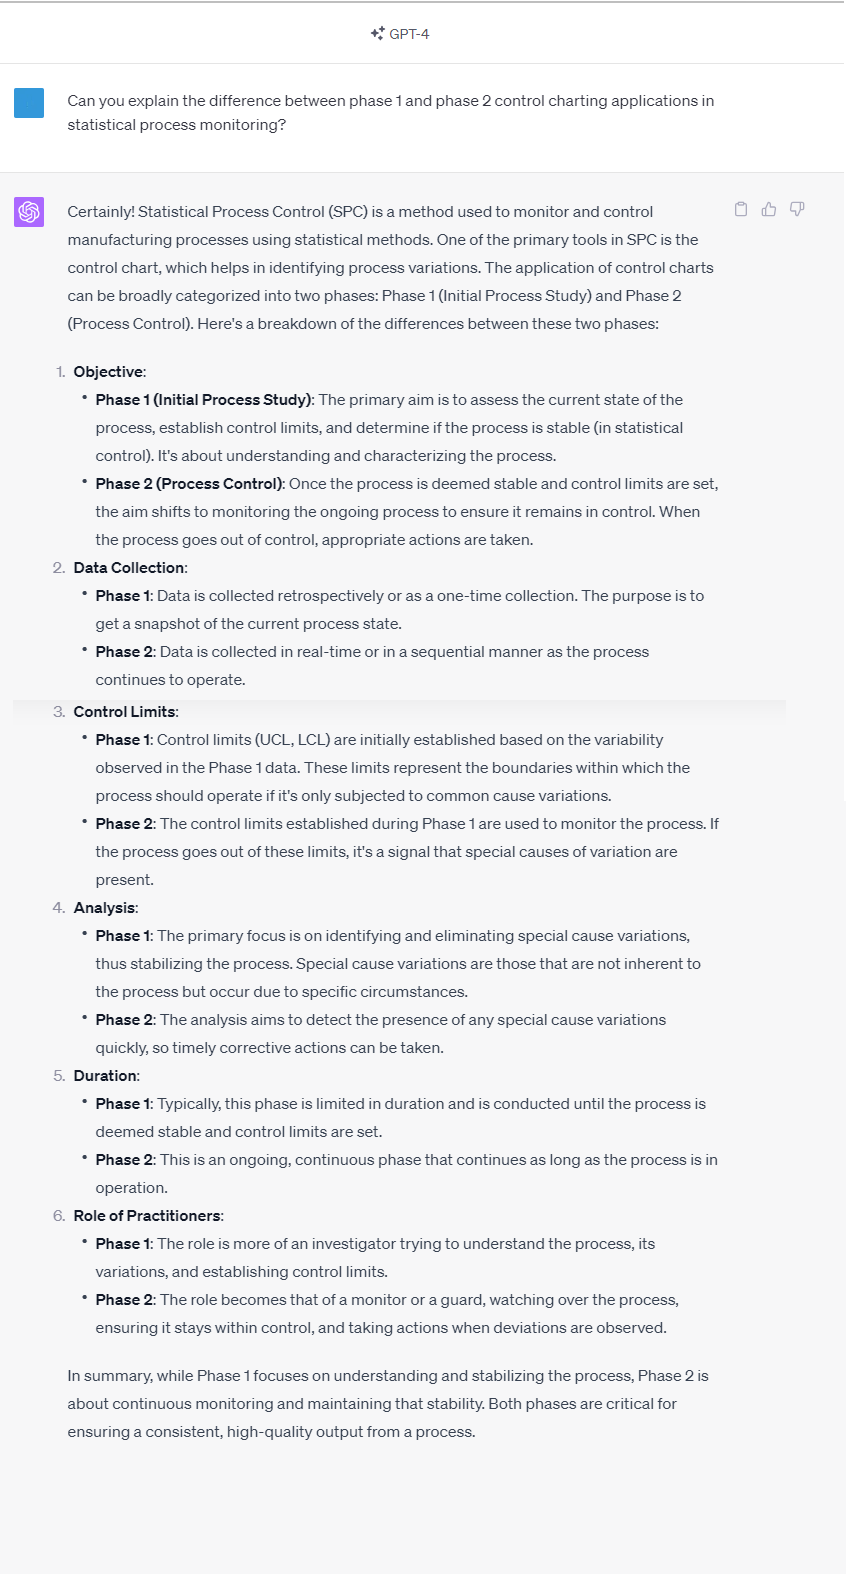 GPT-4
Can you explain the difference between phase 1 and phase 2 control charting applications in
statistical process monitoring?
Certainly! Statistical Process Control (SPC) is a method used to monitor and control
manufacturing processes using statistical methods. One of the primary tools in SPC is the
control chart, which helps in identifying process variations. The application of control charts
can be broadly categorized into two phases: Phase 1 (Initial Process Study) and Phase 2
(Process Control). Here's a breakdown of the differences between these two phases:
1. Objective:
• Phase 1 (Initial Process Study): The primary aim is to assess the current state of the
process, establish control limits, and determine if the process is stable (in statistical
control). It's about understanding and characterizing the process.
• Phase 2 (Process Control): Once the process is deemed stable and control limits are set,
the aim shifts to monitoring the ongoing process to ensure it remains in control. When
the process goes out of control, appropriate actions are taken.
2. Data Collection:
• Phase 1: Data is collected retrospectively or as a one-time collection. The purpose is to
get a snapshot of the current process state.
• Phase 2: Data is collected in real-time or in a sequential manner as the process
continues to operate.
3. Control Limits:
• Phase 1: Control limits (UCL, LCL) are initially established based on the variability
observed in the Phase 1 data. These limits represent the boundaries within which the
process should operate if it's only subjected to common cause variations.
• Phase 2: The control limits established during Phase 1 are used to monitor the process. If
the process goes out of these limits, it's a signal that special causes of variation are
present.
4. Analysis:
• Phase 1: The primary focus is on identifying and eliminating special cause variations,
thus stabilizing the process. Special cause variations are those that are not inherent to
the process but occur due to specific circumstances.
• Phase 2: The analysis aims to detect the presence of any special cause variations
quickly, so timely corrective actions can be taken.
5. Duration:
• Phase 1: Typically, this phase is limited in duration and is conducted until the process is
deemed stable and control limits are set.
• Phase 2: This is an ongoing, continuous phase that continues as long as the process is in
operation.
6. Role of Practitioners:
• Phase 1: The role is more of an investigator trying to understand the process, its
variations, and establishing control limits.
• Phase 2: The role becomes that of a monitor or a guard, watching over the process,
ensuring it stays within control, and taking actions when deviations are observed.
In summary, while Phase 1 focuses on understanding and stabilizing the process, Phase 2 is
about continuous monitoring and maintaining that stability. Both phases are critical for
ensuring a consistent, high-quality output from a process.